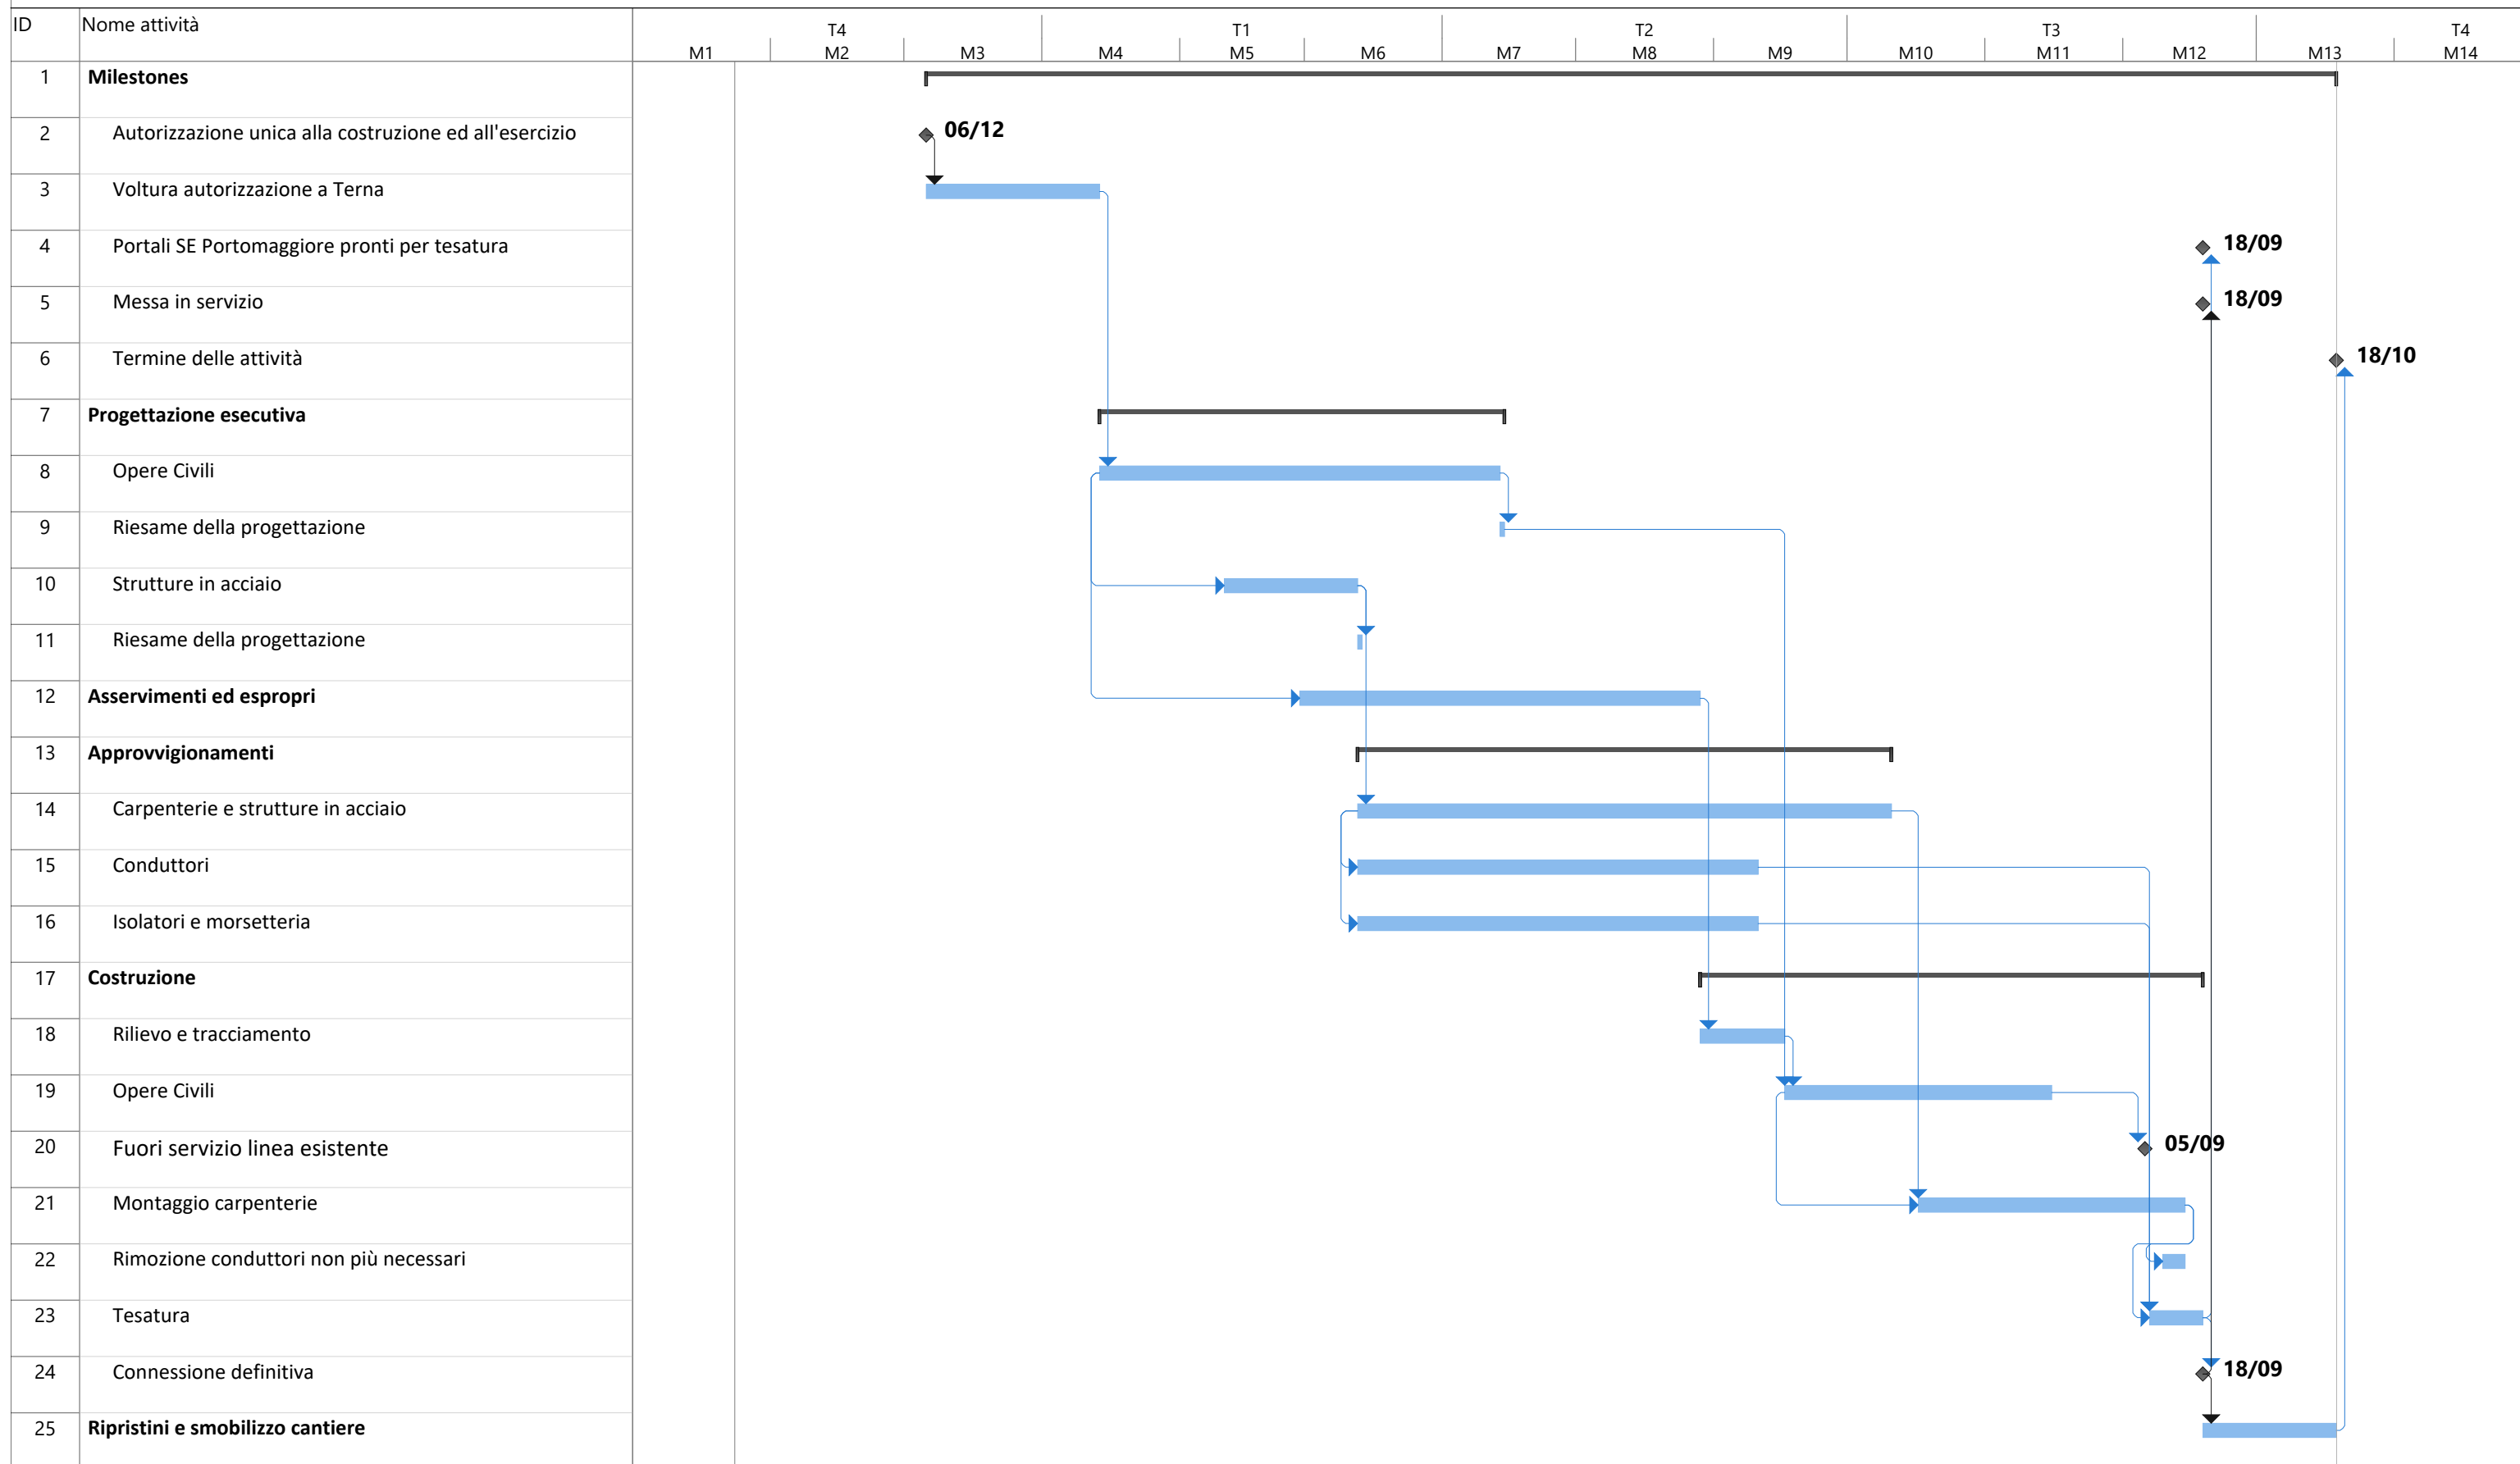 ID Nome attività T4 T1 T2 T3 T4
M1 M2 M3 M4 M5 M6 M7 M8 M9 M10 M11 M12 M13 M14
1 Milestones
2 Autorizzazione unica alla costruzione ed all'esercizio 06/12
3 Voltura autorizzazione a Terna
4 Portali SE Portomaggiore pronti per tesatura 18/09
5 Messa in servizio 18/09
6 Termine delle attività 18/10
7 Progettazione esecutiva
8 Opere Civili
9 Riesame della progettazione
10 Strutture in acciaio
11 Riesame della progettazione
12 Asservimenti ed espropri
13 Approvvigionamenti
14 Carpenterie e strutture in acciaio
15 Conduttori
16 Isolatori e morsetteria
17 Costruzione
18 Rilievo e tracciamento
19 Opere Civili
20 Fuori servizio linea esistente 05/09
21 Montaggio carpenterie
22 Rimozione conduttori non più necessari
23 Tesatura
24 Connessione definitiva 18/09
25 Ripristini e smobilizzo cantiere